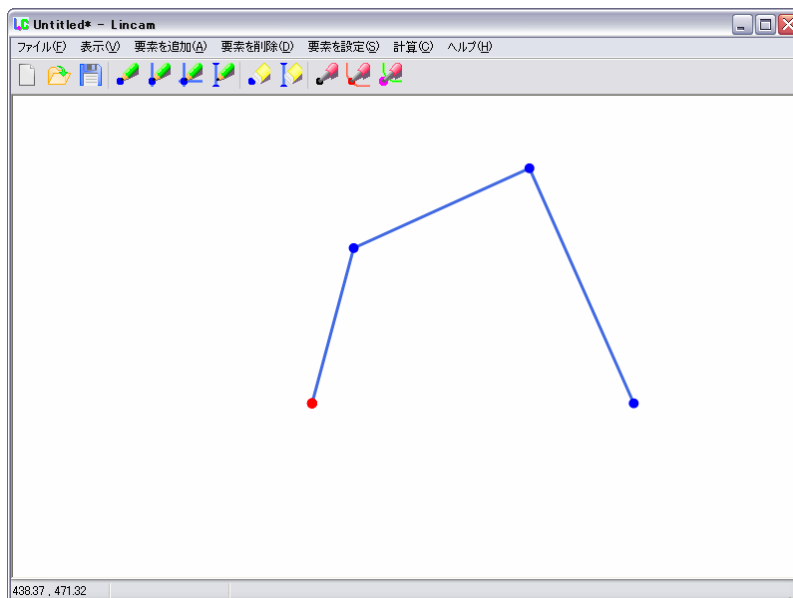 Untitled* - Lincam
ファイル(F) 表示(V) 要素を追加(A) 要素を削除(D) 要素を設定(S) 計算(C) ヘルプ(H)
438.37 , 471.32